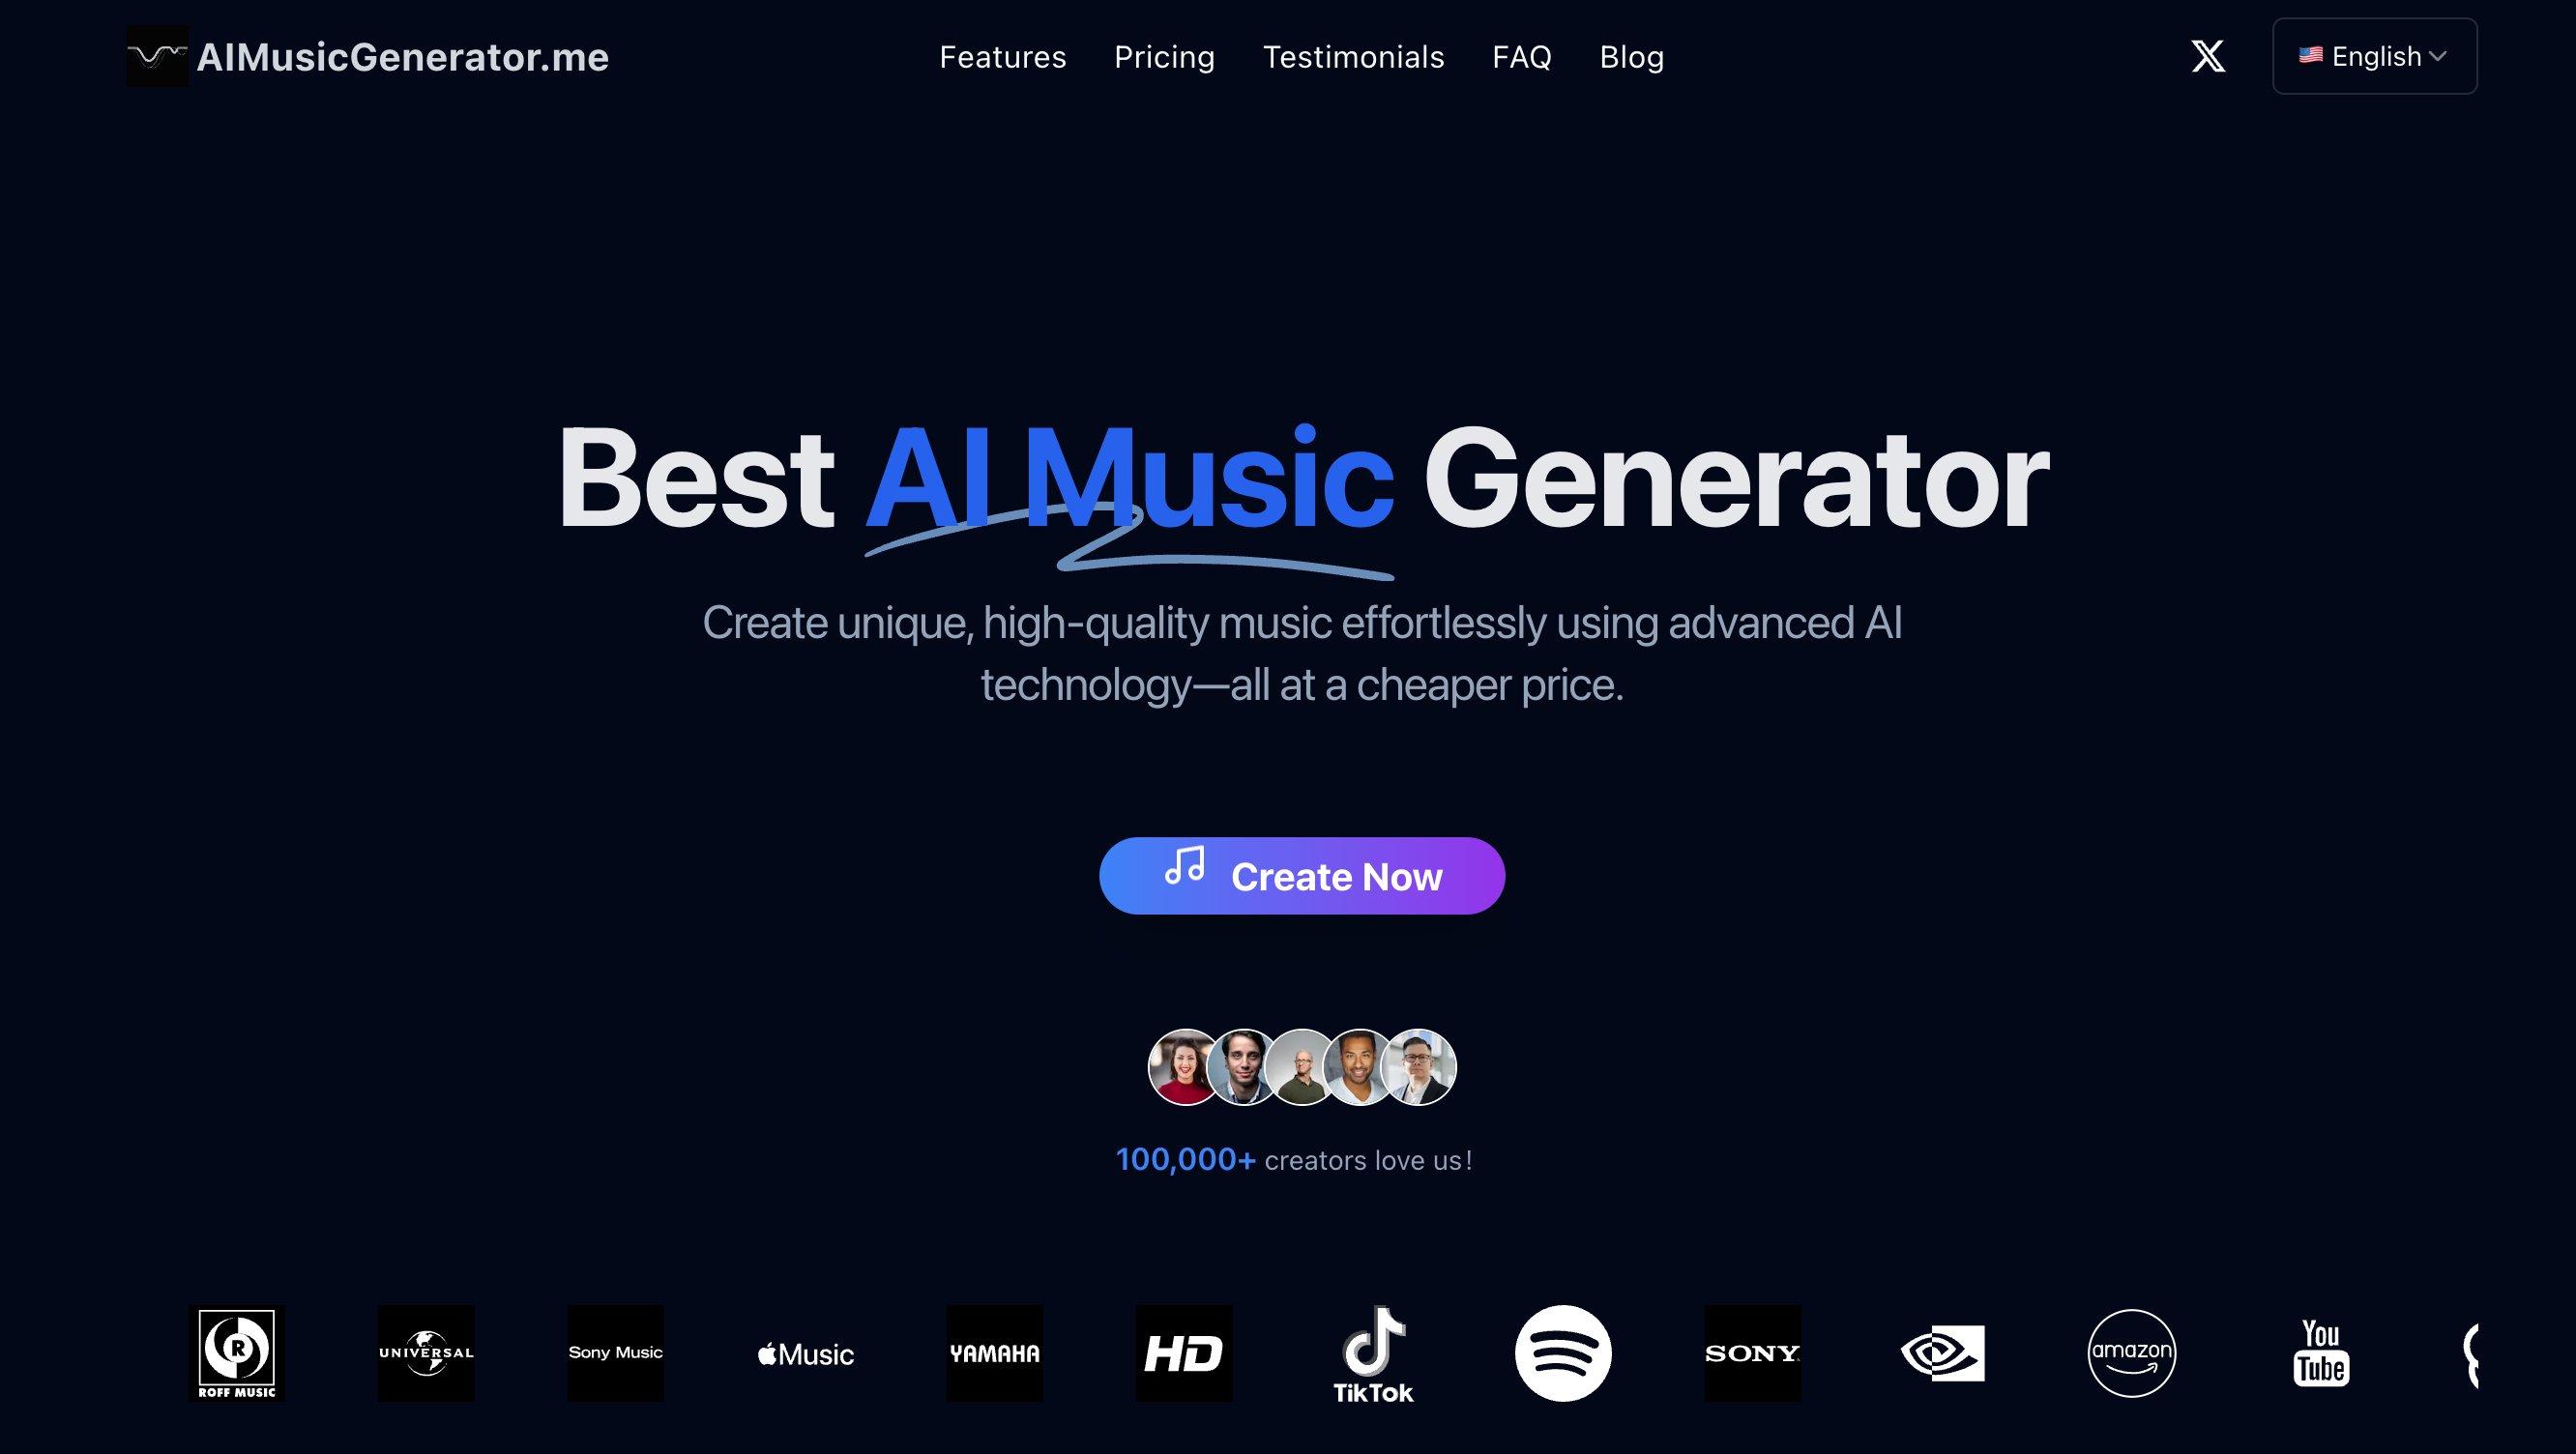 AIMusicGenerator.me
Features Pricing Testimonials FAQ Blog
🇺🇸 English
Best AI Music Generator
Create unique, high-quality music effortlessly using advanced AI
technology—all at a cheaper price.
Create Now
100,000+ creators love us!
R
ROFF MUSIC
UNIVERSAL
Sony Music
Music
YAMAHA
HD
TikTok
SONY
amazon
You
Tube